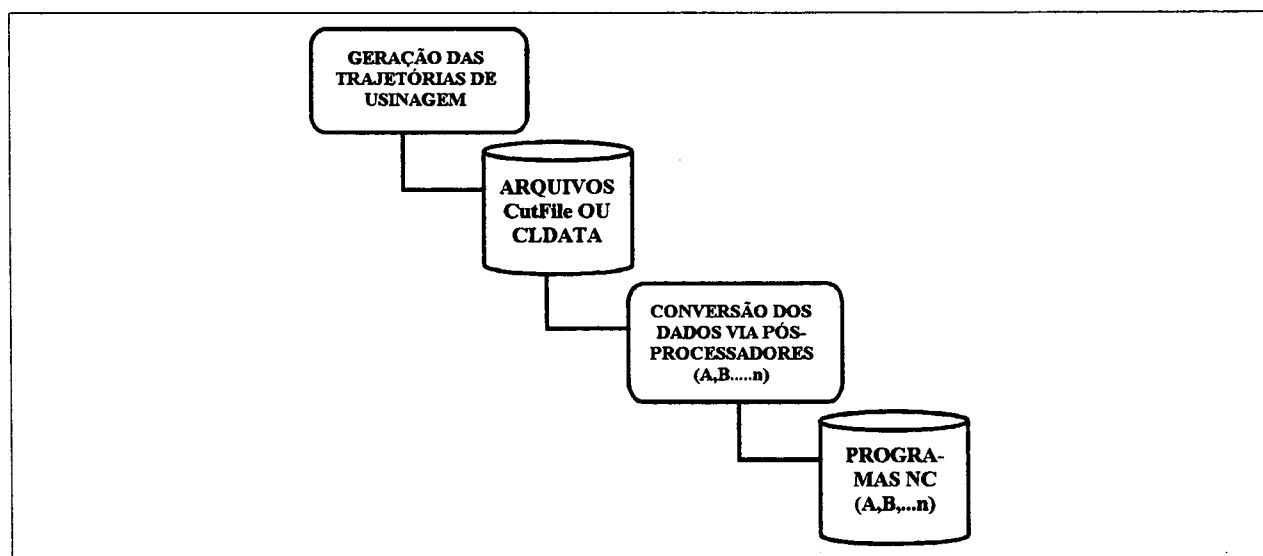 GERAÇÃO DAS
TRAJETÓRIAS DE
USINAGEM
ARQUIVOS
CutFile OU
CLDATA
CONVERSÃO DOS
DADOS VIA PÓS-
PROCESSADORES
(A,B.....n)
PROGRA-
MAS NC
(A,B,...n)